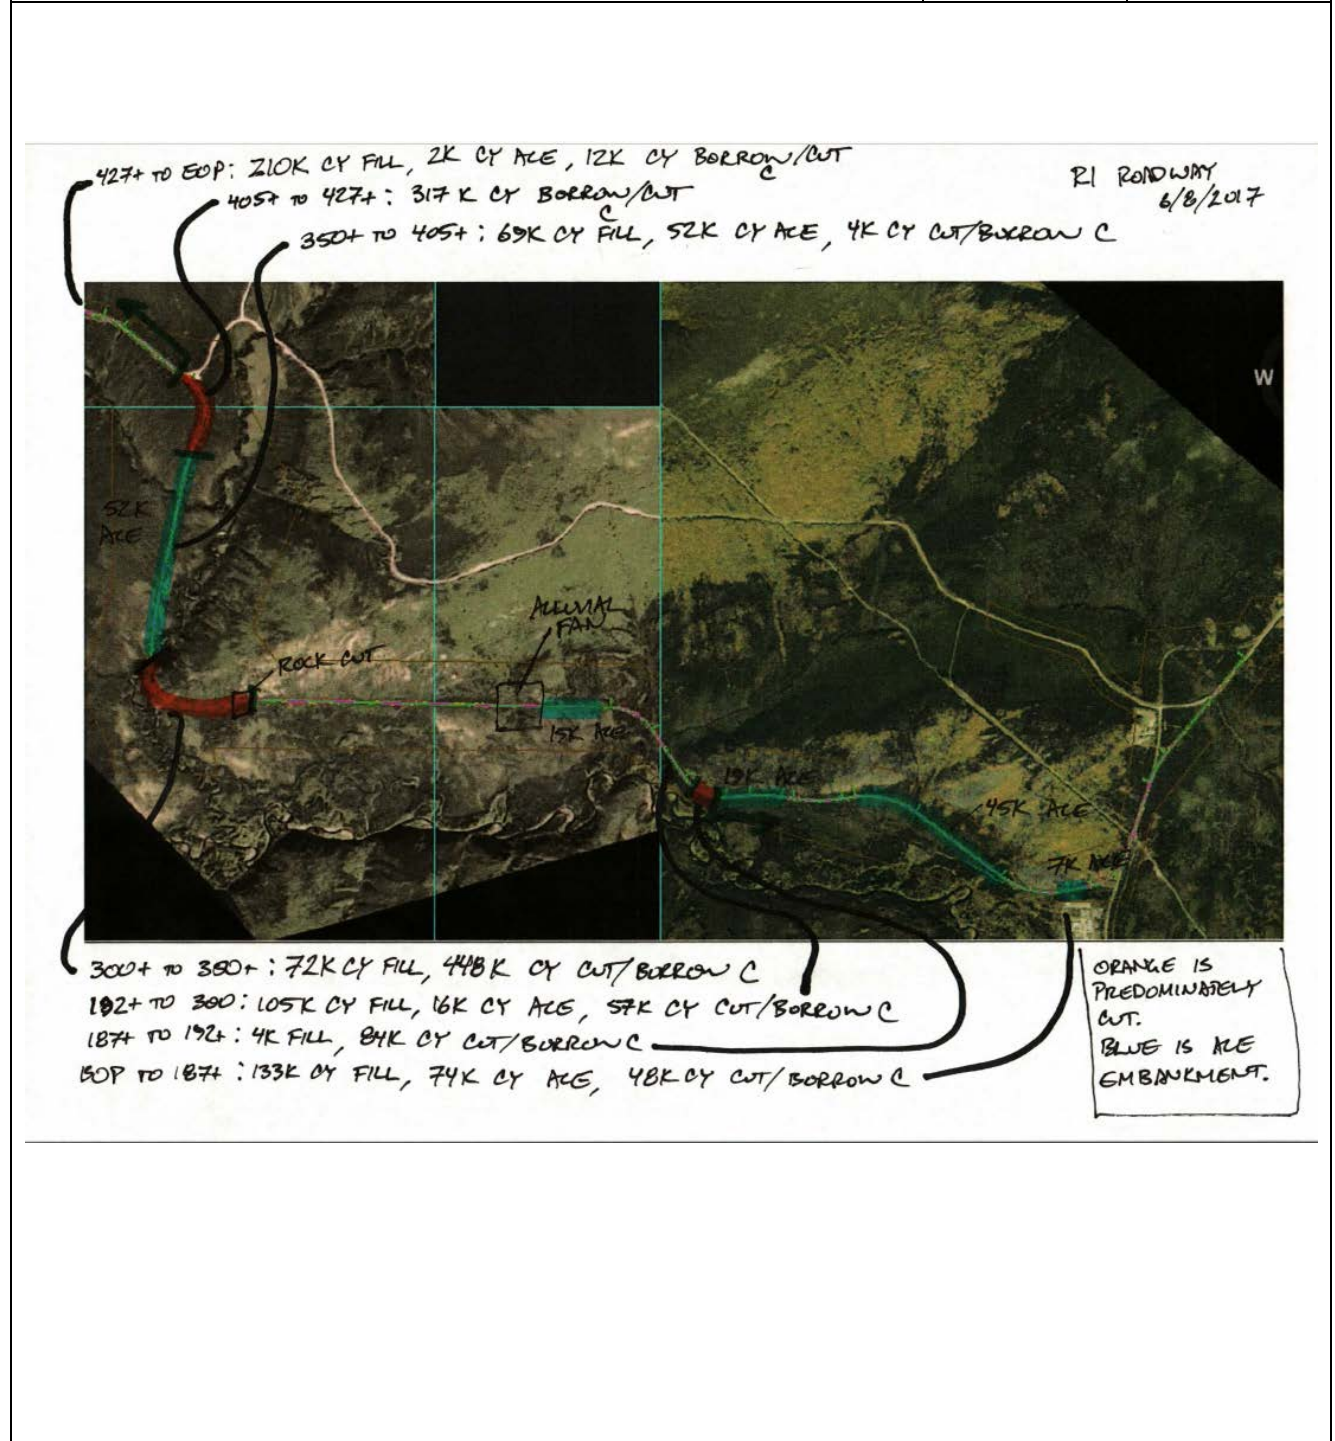 427+ TO EOP: 210K CY FILL, 2K CY ACE, 12K CY BORROW/CUT
C
RI ROADWAY
6/8/2017
405+ TO 427+: 317 K CY BORROW/CUT
C
350+ TO 405+: 69K CY FILL, 52K CY ACE, 4K CY CUT/BORROW C
W
52K
ACE
ALLUVIAL
FAN
ROCK CUT
15K ACE
19K ACE
45K ACE
7K ACE
300+ TO 350+: 72K CY FILL, 448K CY CUT/BORROW C
192+ TO 300: 105K CY FILL, 16K CY ACE, 57K CY CUT/BORROW C
187+ TO 192+: 4K FILL, 84K CY CUT/BORROW C
BOP TO 187+: 133K CY FILL, 74K CY ACE, 48K CY CUT/BORROW C
ORANGE IS
PREDOMINATELY
CUT.
BLUE IS ACE
EMBANKMENT.